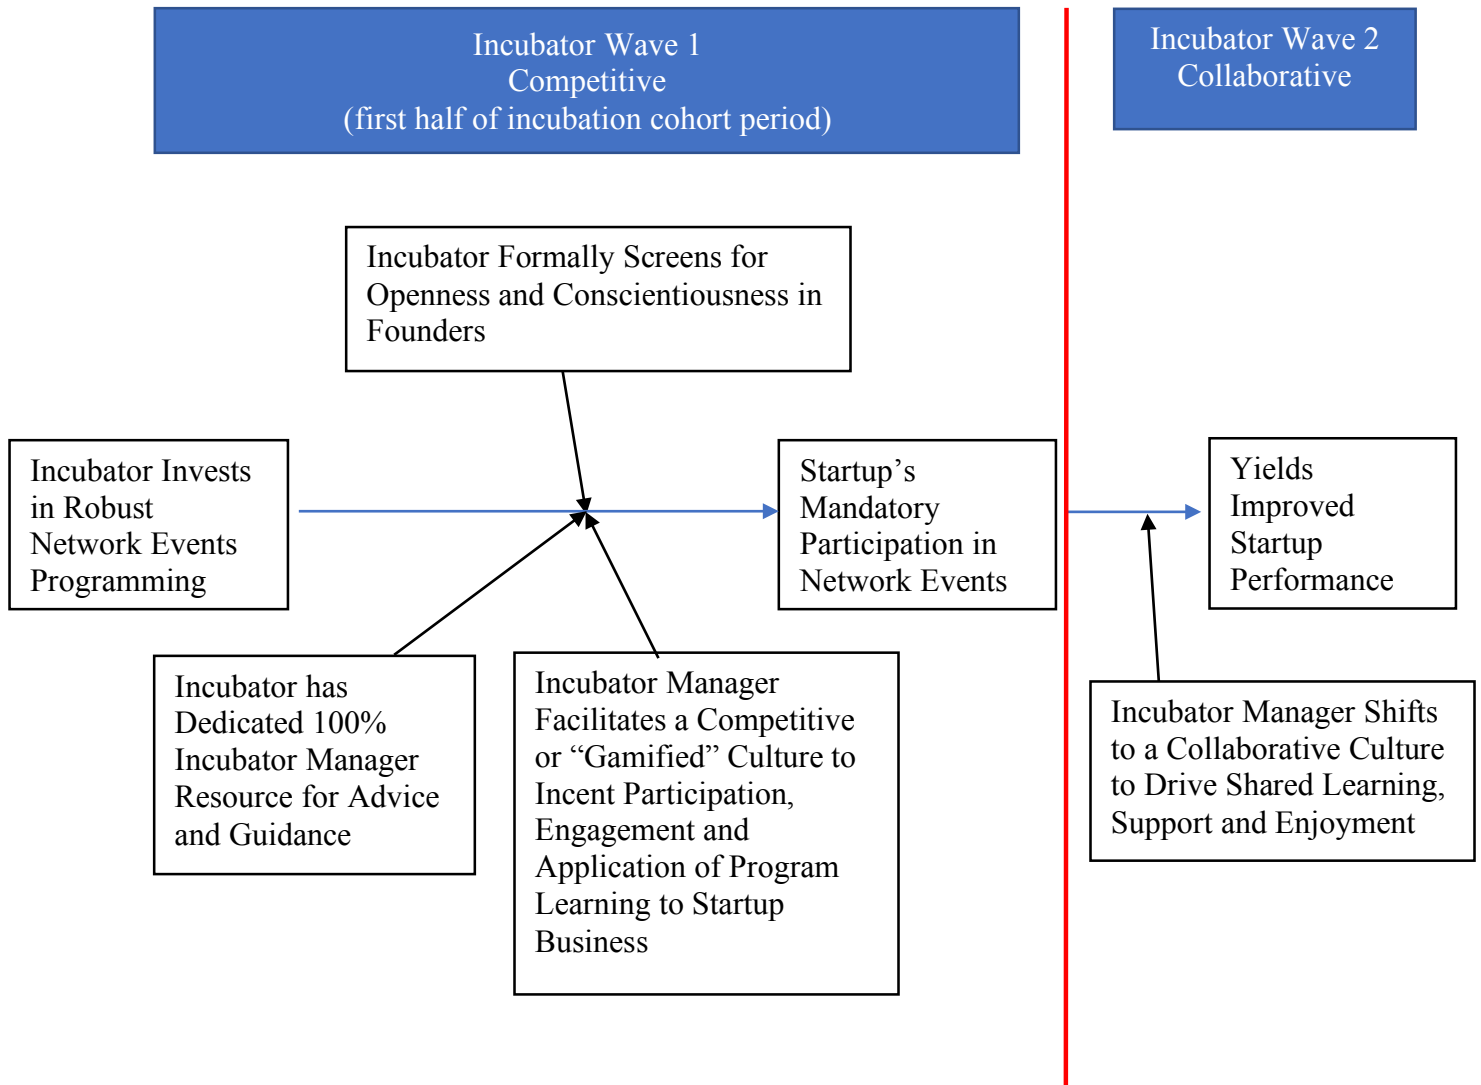 Incubator Wave 1
Competitive
(first half of incubation cohort period)
Incubator Wave 2
Collaborative
Incubator Formally Screens for
Openness and Conscientiousness in
Founders
Incubator Invests
in Robust
Network Events
Programming
Startup’s
Mandatory
Participation in
Network Events
Yields
Improved
Startup
Performance
Incubator has
Dedicated 100%
Incubator Manager
Resource for Advice
and Guidance
Incubator Manager
Facilitates a Competitive
or “Gamified” Culture to
Incent Participation,
Engagement and
Application of Program
Learning to Startup
Business
Incubator Manager Shifts
to a Collaborative Culture
to Drive Shared Learning,
Support and Enjoyment